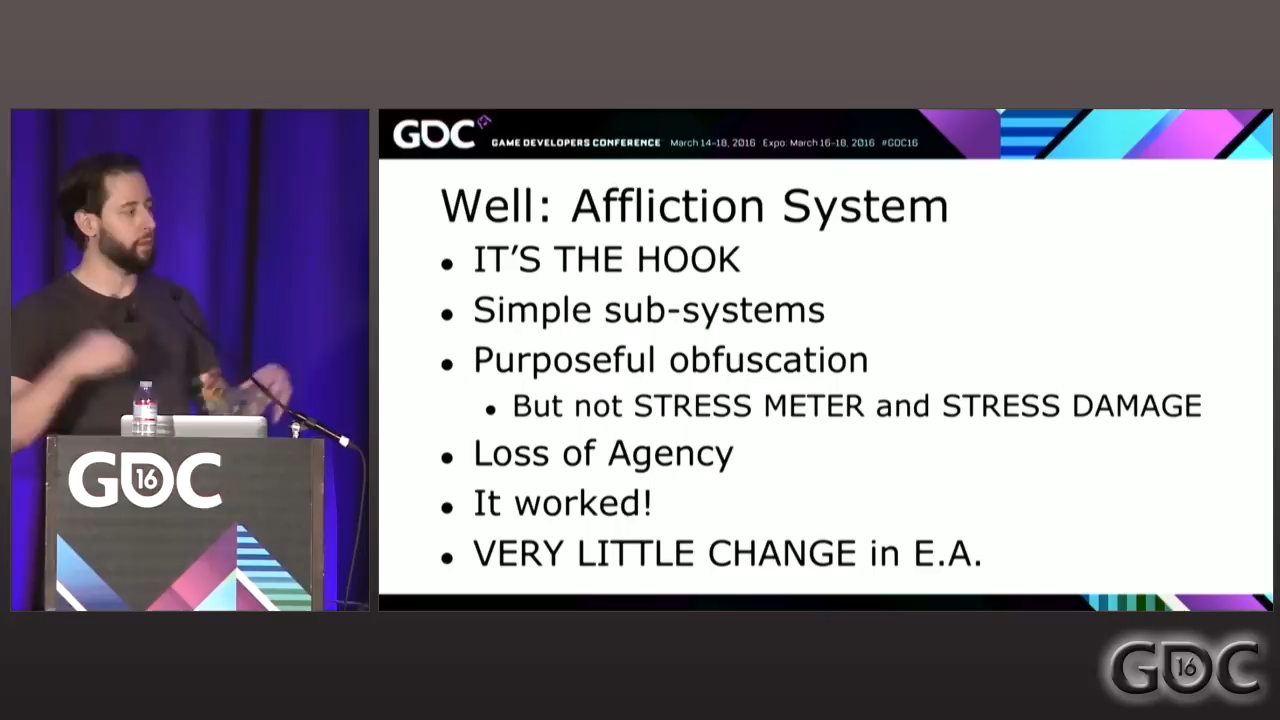 GDC
GAME DEVELOPERS CONFERENCE March 14–18, 2016 Expo: March 16–18, 2016 #GDC16
Well: Affliction System
• IT’S THE HOOK
• Simple sub-systems
• Purposeful obfuscation
• But not STRESS METER and STRESS DAMAGE
• Loss of Agency
• It worked!
• VERY LITTLE CHANGE in E.A.
GDC 16
GDC 16